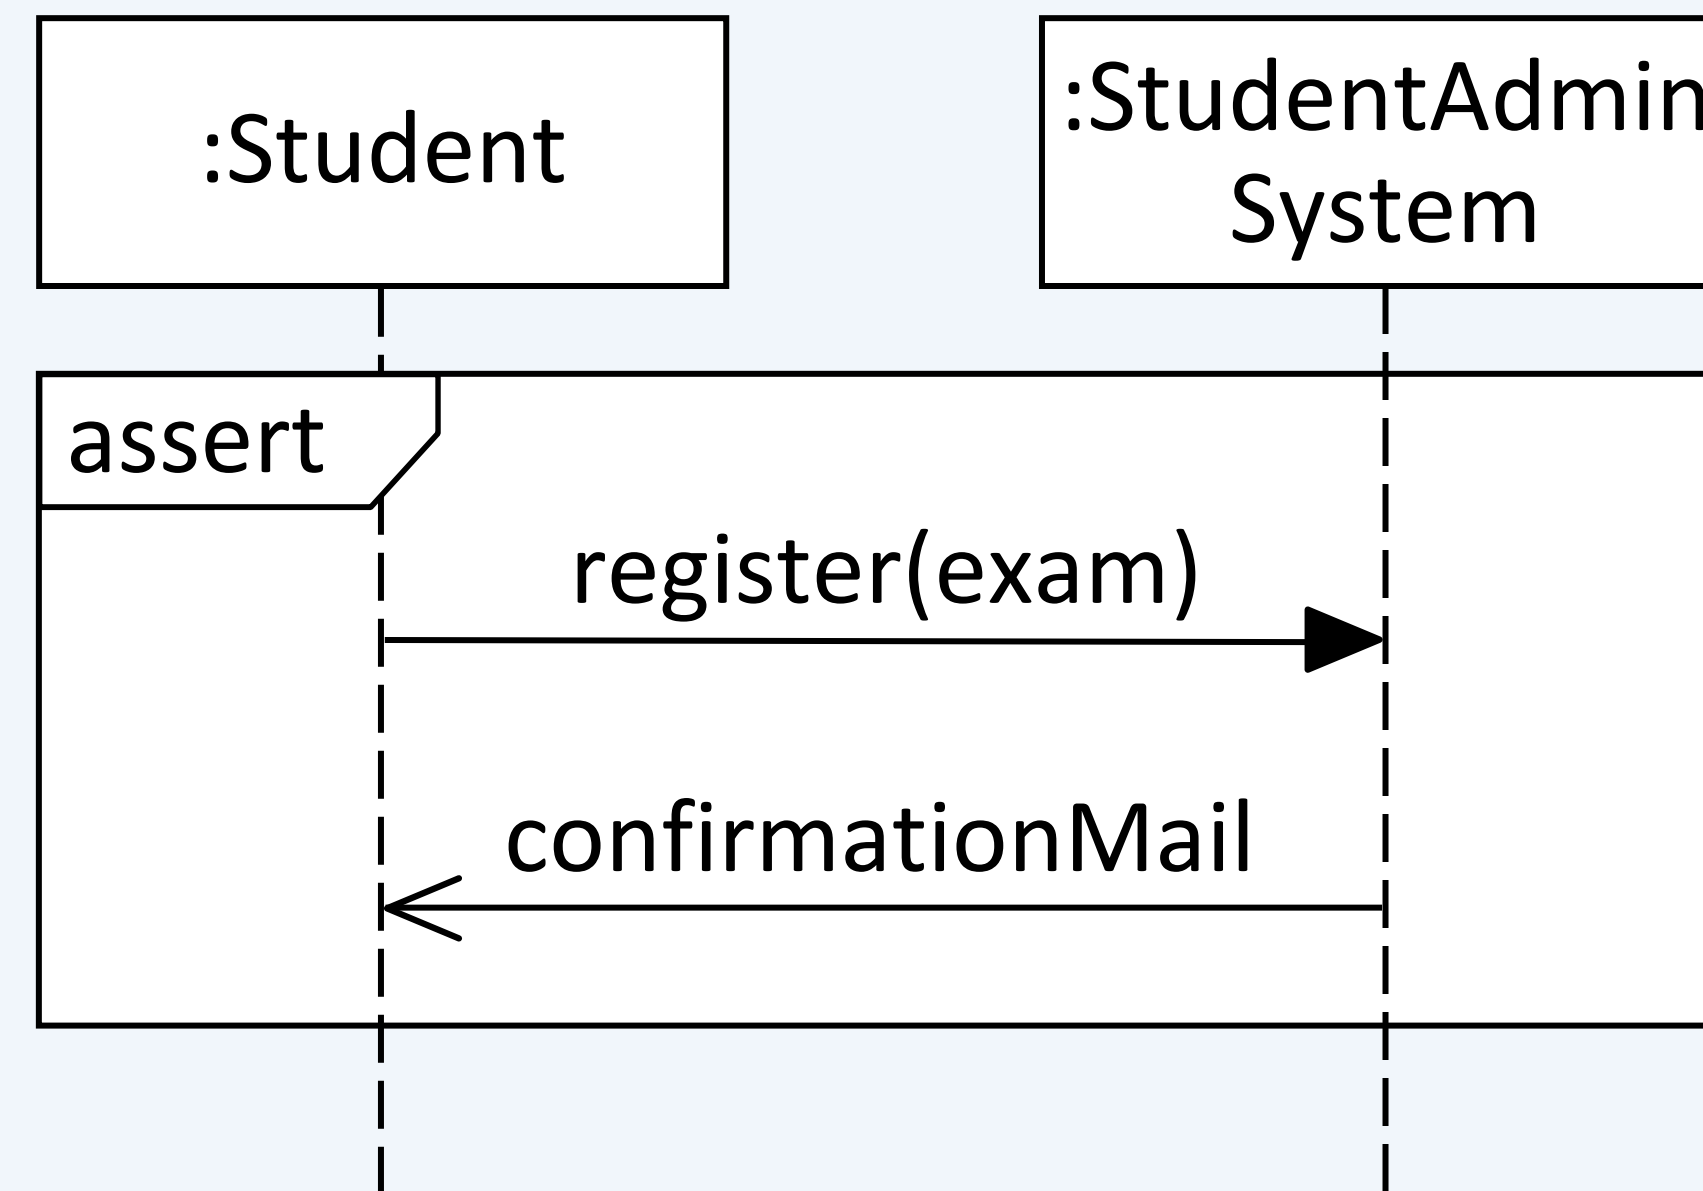 :Student
:StudentAdmin
System
assert
register(exam)
confirmationMail